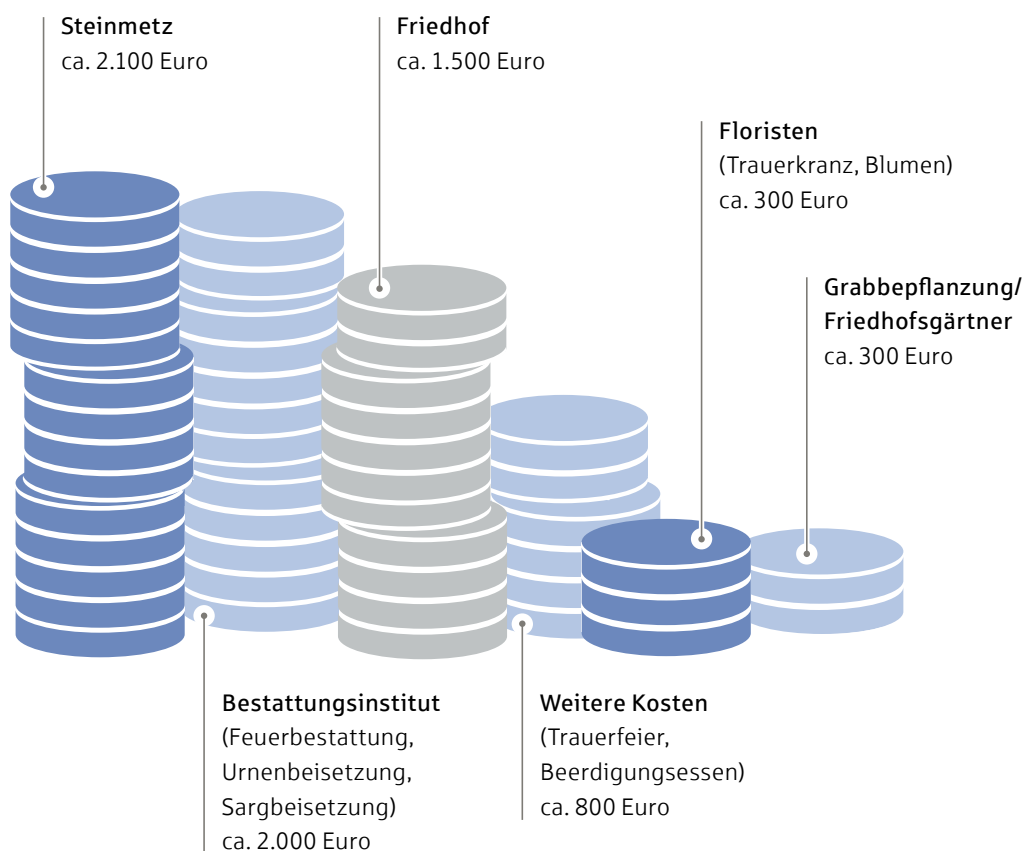 Steinmetz
ca. 2.100 Euro
Friedhof
ca. 1.500 Euro
Floristen
(Trauerkranz, Blumen)
ca. 300 Euro
Grabbepflanzung/
Friedhofsgärtner
ca. 300 Euro
Bestattungsinstitut
(Feuerbestattung,
Urnenbeisetzung,
Sargbeisetzung)
ca. 2.000 Euro
Weitere Kosten
(Trauerfeier,
Beerdigungsessen)
ca. 800 Euro